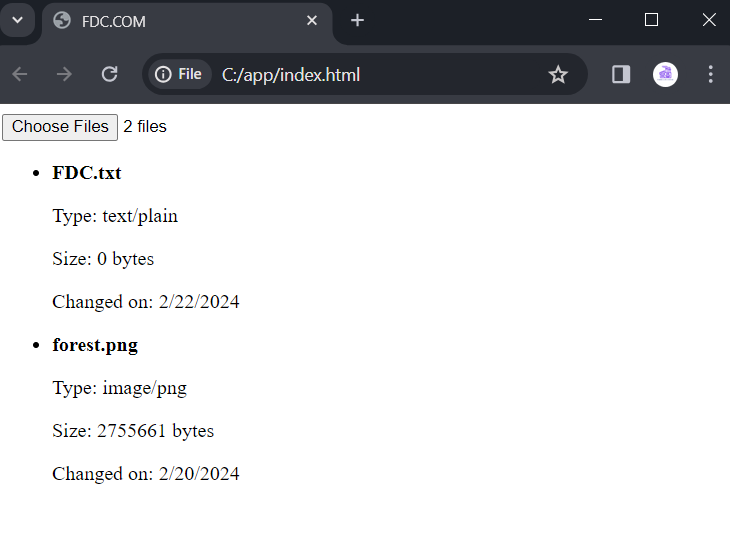 FDC.COM
File C:/app/index.html
Choose Files 2 files
FDC.txt
Type: text/plain
Size: 0 bytes
Changed on: 2/22/2024
forest.png
Type: image/png
Size: 2755661 bytes
Changed on: 2/20/2024